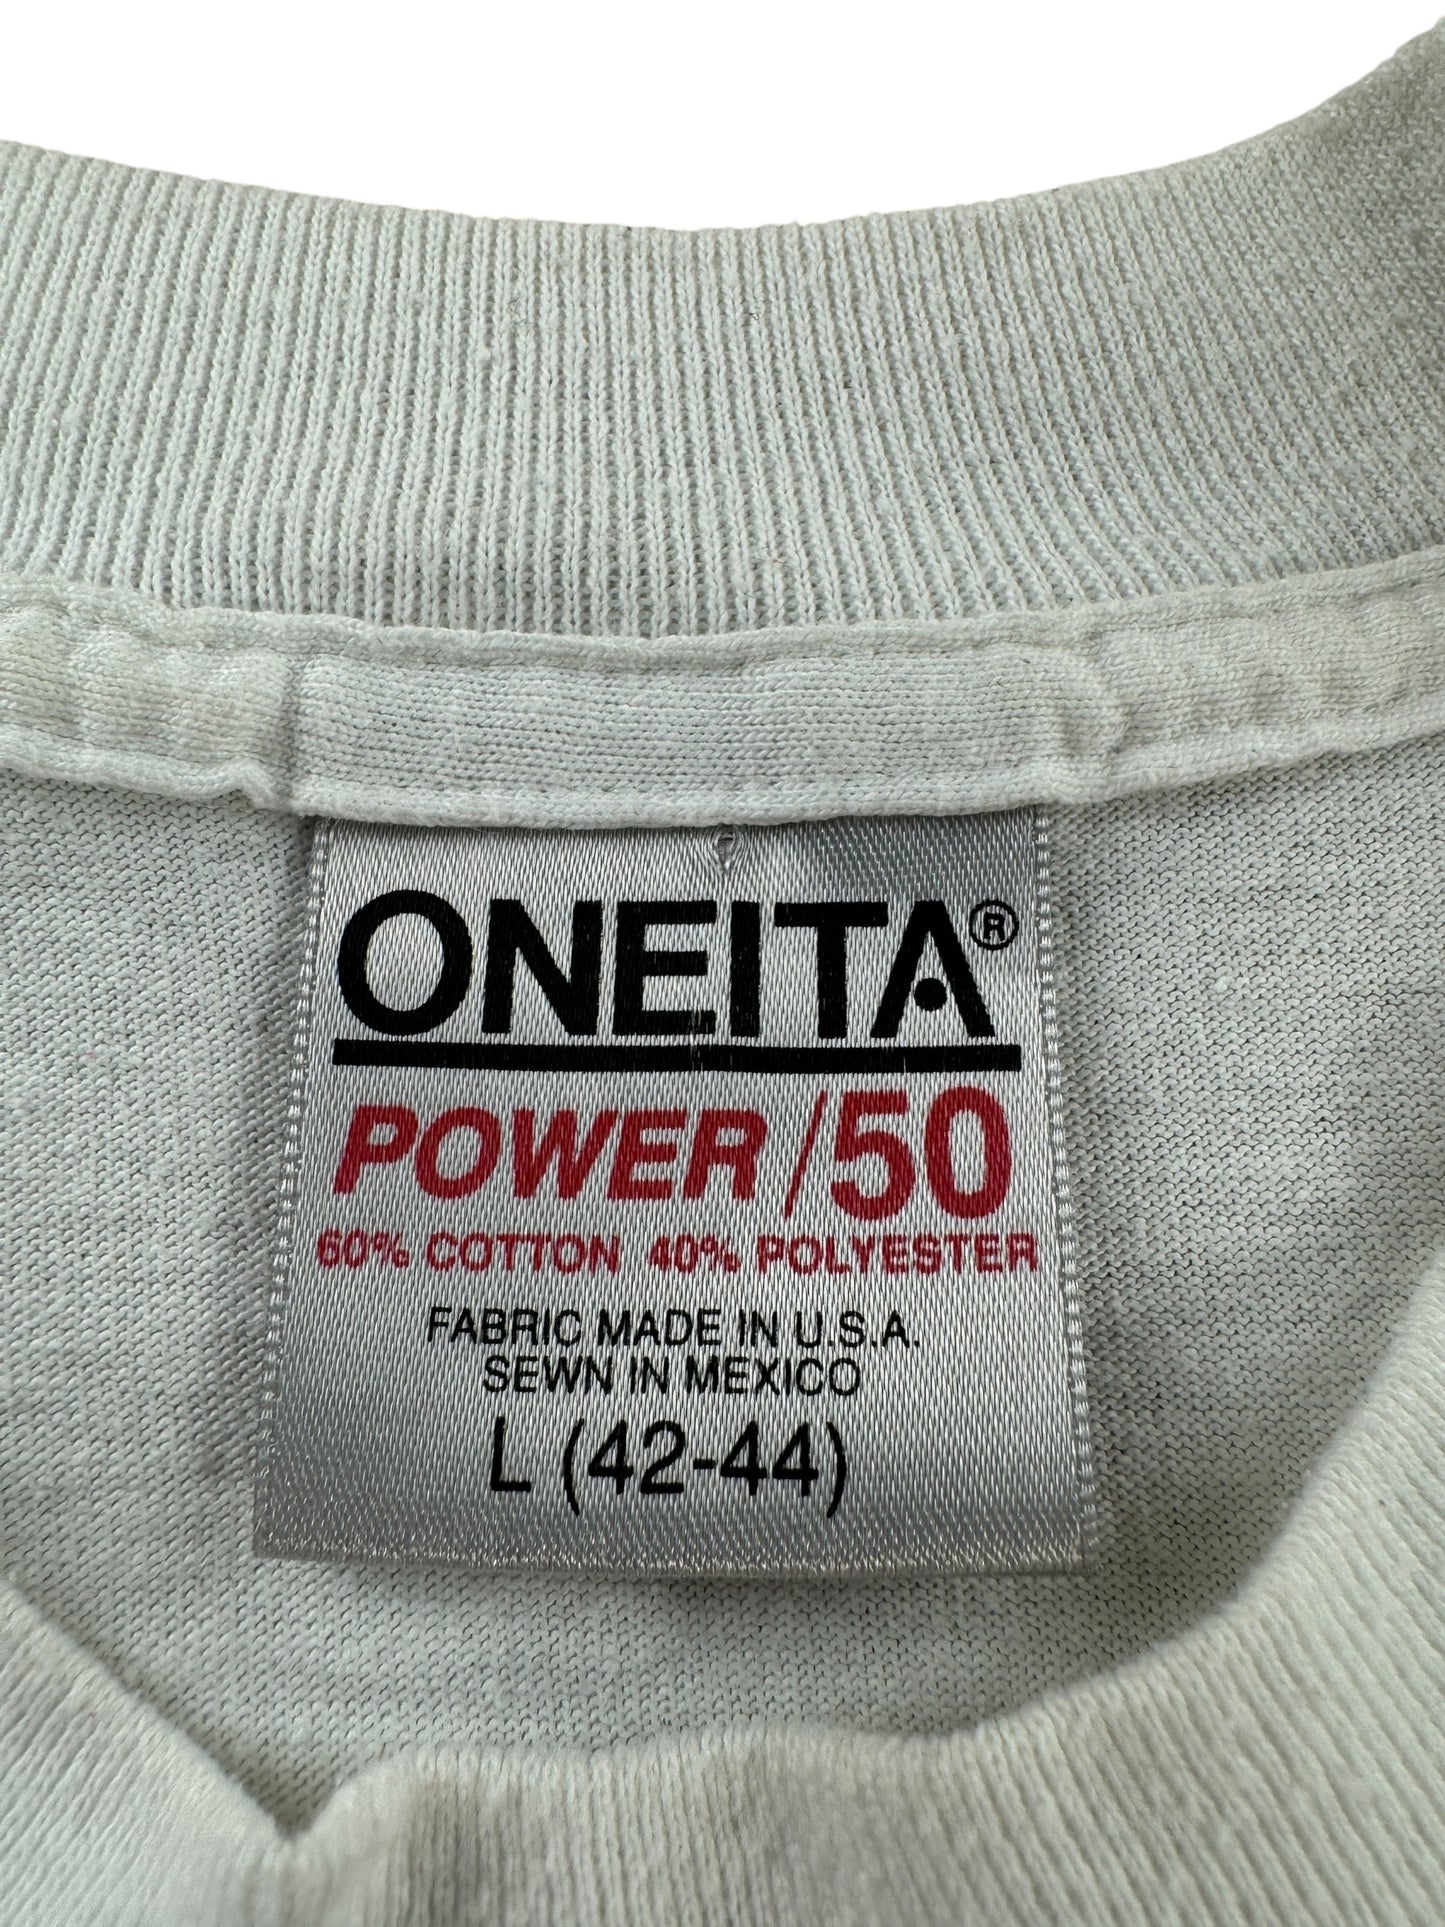 ONEITA®
POWER/50
60% COTTON 40% POLYESTER
FABRIC MADE IN U.S.A.
SEWN IN MEXICO
L (42-44)